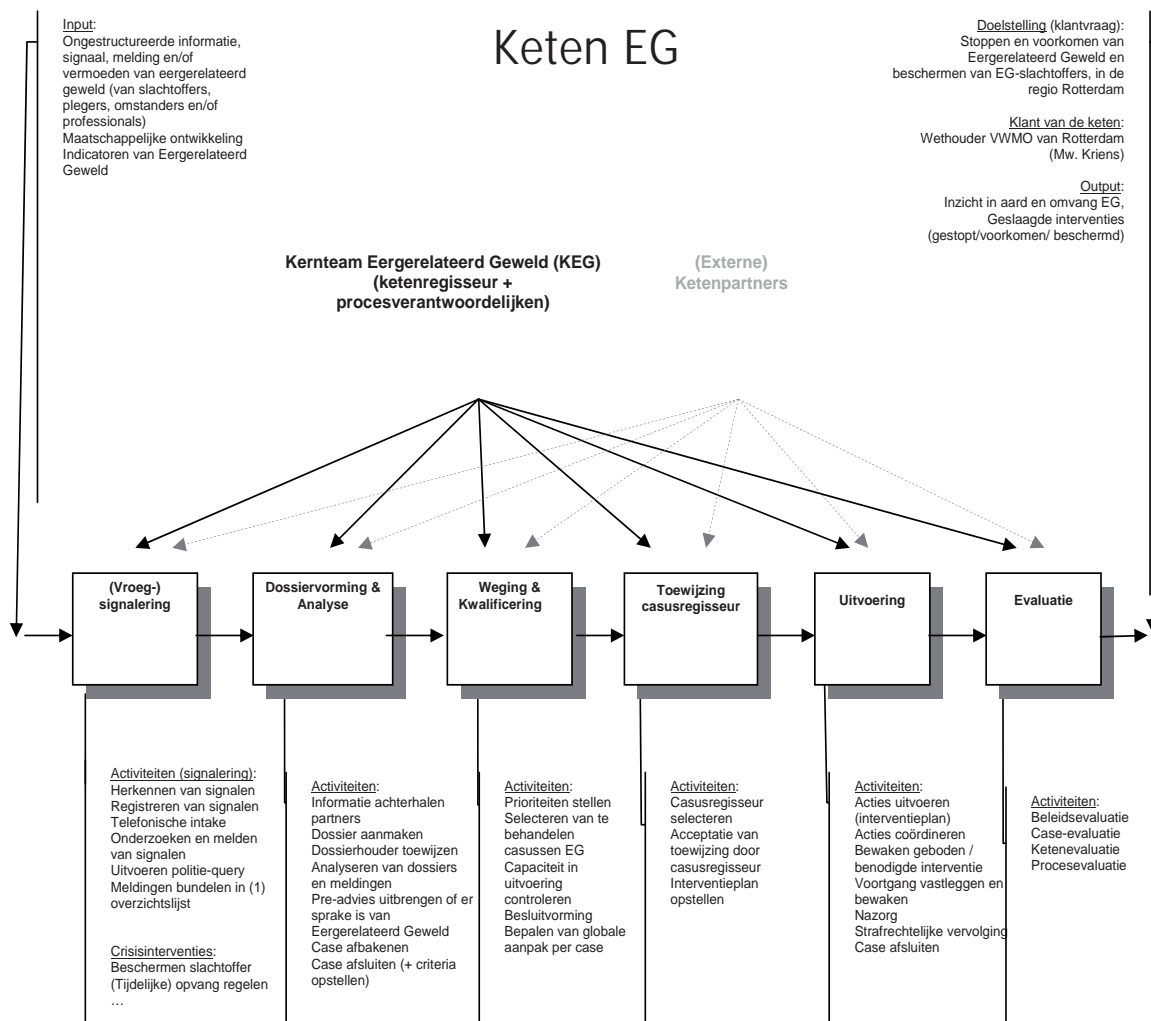 Keten EG
Input:
Ongestructureerde informatie,
signaal, melding en/of
vermoeden van eergerelateerd
geweld (van slachtoffers,
plegers, omstanders en/of
professionals)
Maatschappelijke ontwikkeling
Indicatoren van Eergerelateerd
Geweld
Doelstelling (klantvraag):
Stoppen en voorkomen van
Eergerelateerd Geweld en
beschermen van EG-slachtoffers, in de
regio Rotterdam
Klant van de keten:
Wethouder VWMO van Rotterdam
(Mw. Kriens)
Output:
Inzicht in aard en omvang EG,
Geslaagde interventies
(gestopt/voorkomen/ beschermd)
Kernteam Eergerelateerd Geweld (KEG)
(ketenregisseur +
procesverantwoordelijken)
(Externe)
Ketenpartners
(Vroeg-)
signalering
Dossiervorming &
Analyse
Weging &
Kwalificering
Toewijzing
casusregisseur
Uitvoering
Evaluatie
Activiteiten (signalering):
Herkennen van signalen
Registreren van signalen
Telefonische intake
Onderzoeken en melden
van signalen
Uitvoeren politie-query
Meldingen bundelen in (1)
overzichtslijst
Crisisinterventies:
Beschermen slachtoffer
(Tijdelijke) opvang regelen
…
Activiteiten:
Informatie achterhalen
partners
Dossier aanmaken
Dossierhouder toewijzen
Analyseren van dossiers
en meldingen
Pre-advies uitbrengen of er
sprake is van
Eergerelateerd Geweld
Case afbakenen
Case afsluiten (+ criteria
opstellen)
Activiteiten:
Prioriteiten stellen
Selecteren van te
behandelen
casussen EG
Capaciteit in
uitvoering
controleren
Besluitvorming
Bepalen van globale
aanpak per case
Activiteiten:
Casusregisseur
selecteren
Acceptatie van
toewijzing door
casusregisseur
Interventieplan
opstellen
Activiteiten:
Acties uitvoeren
(interventieplan)
Acties coördineren
Bewaken geboden /
benodigde interventie
Voortgang vastleggen en
bewaken
Nazorg
Strafrechtelijke vervolging
Case afsluiten
Activiteiten:
Beleidsevaluatie
Case-evaluatie
Ketenevaluatie
Procesevaluatie